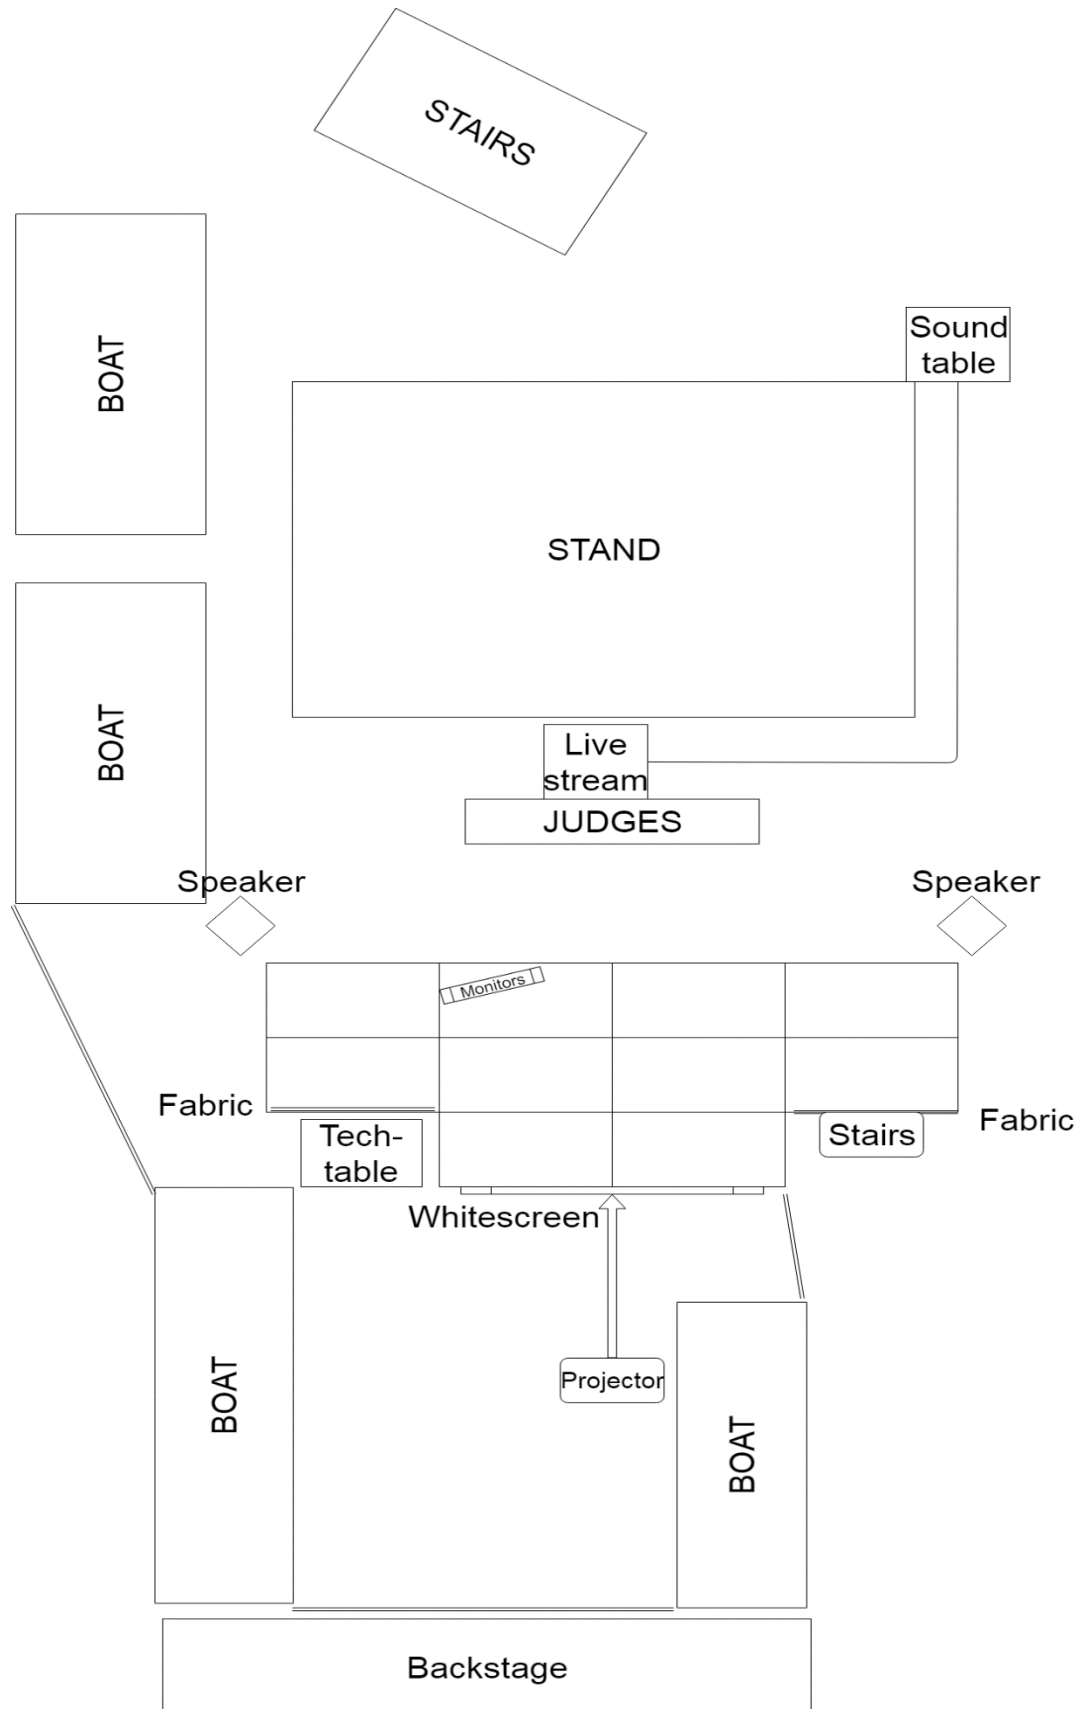 STAIRS
BOAT
Sound
table
STAND
BOAT
Live
stream
JUDGES
Speaker
Speaker
Monitors
Fabric
Tech-
table
Stairs
Fabric
Whitescreen
Projector
BOAT
BOAT
Backstage